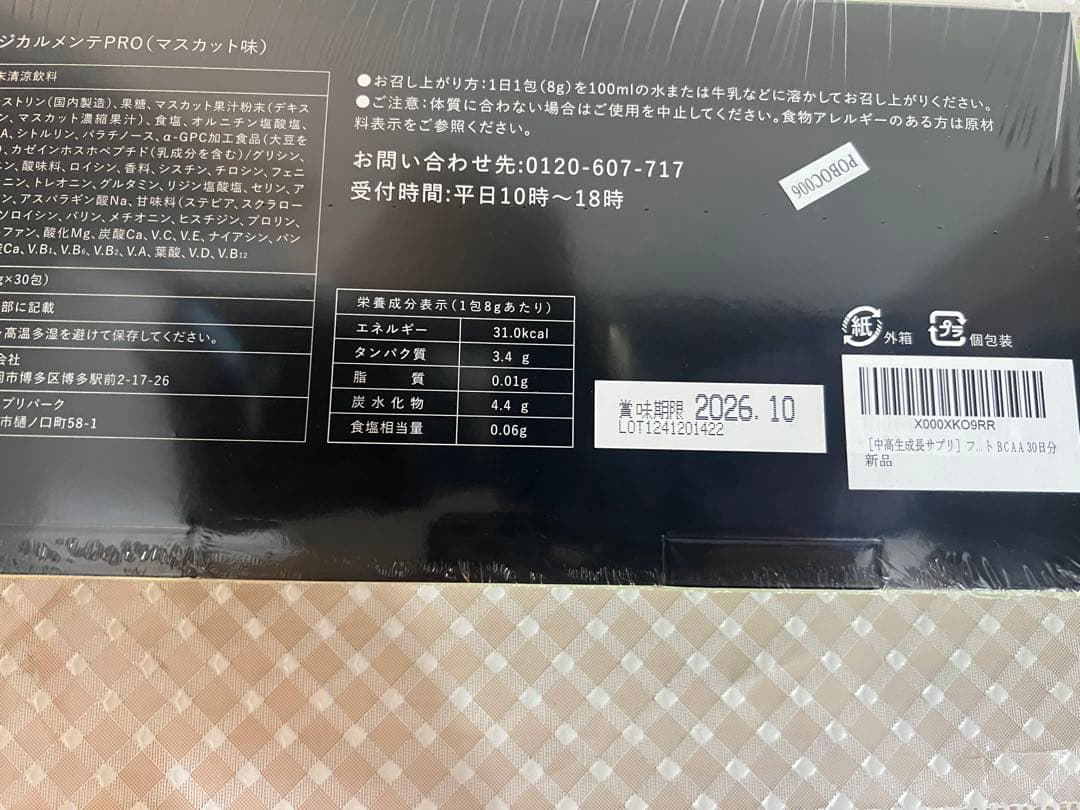 ジカルメンテPRO(マスカット味)
末清涼飲料
ストリン(国内製造)、果糖、マスカット果汁粉末(デキス
ン、マスカット濃縮果汁)、食塩、オルニチン塩酸塩、
A、シトルリン、パラチノース、α-GPC加工食品(大豆を
)、カゼインホスホペプチド(乳成分を含む)/グリシン、
ン、酸味料、ロイシン、香料、シスチン、チロシン、フェニ
ニン、トレオニン、グルタミン、リジン塩酸塩、セリン、ア
ン、アスパラギン酸Na、甘味料(ステビア、スクラロー
ソロイシン、バリン、メチオニン、ヒスチジン、プロリン、
ファン、酸化Mg、炭酸Ca、V.C、V.E、ナイアシン、パン
酸Ca、V.B1、V.B6、V.B2、V.A、葉酸、V.D、V.B12
g×30包)
部に記載
・高温多湿を避けて保存してください。
会社
岡市博多区博多駅前2-17-26
プリパーク
市樋ノ口町58-1
●お召し上がり方:1日1包(8g)を100mlの水または牛乳などに溶かしてお召し上がりください。
●ご注意:体質に合わない場合はご使用を中止してください。食物アレルギーのある方は原材
料表示をご参照ください。
お問い合わせ先:0120-607-717
受付時間:平日10時〜18時
POBOC006
栄養成分表示(1包8gあたり)
エネルギー 31.0kcal
タンパク質 3.4 g
脂質 0.01g
炭水化物 4.4 g
食塩相当量 0.06g
賞味期限 2026.10
LOT1241201422
紙 外箱
プラ 個包装
X000XKO9RR
[中高生成長サプリ] フ...ト BCAA 30日分
新品